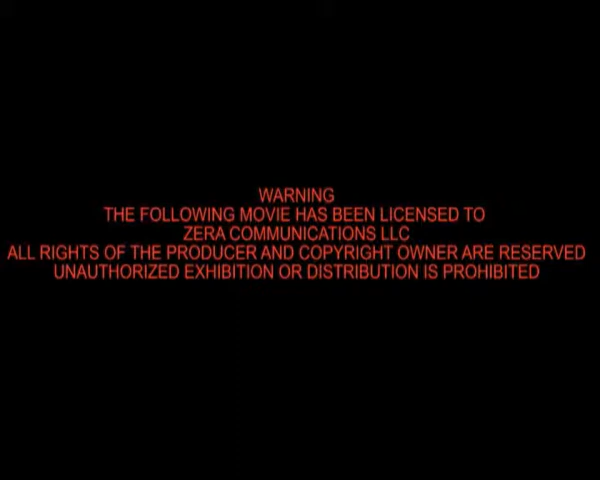 WARNING
THE FOLLOWING MOVIE HAS BEEN LICENSED TO
ZERA COMMUNICATIONS LLC
ALL RIGHTS OF THE PRODUCER AND COPYRIGHT OWNER ARE RESERVED
UNAUTHORIZED EXHIBITION OR DISTRIBUTION IS PROHIBITED